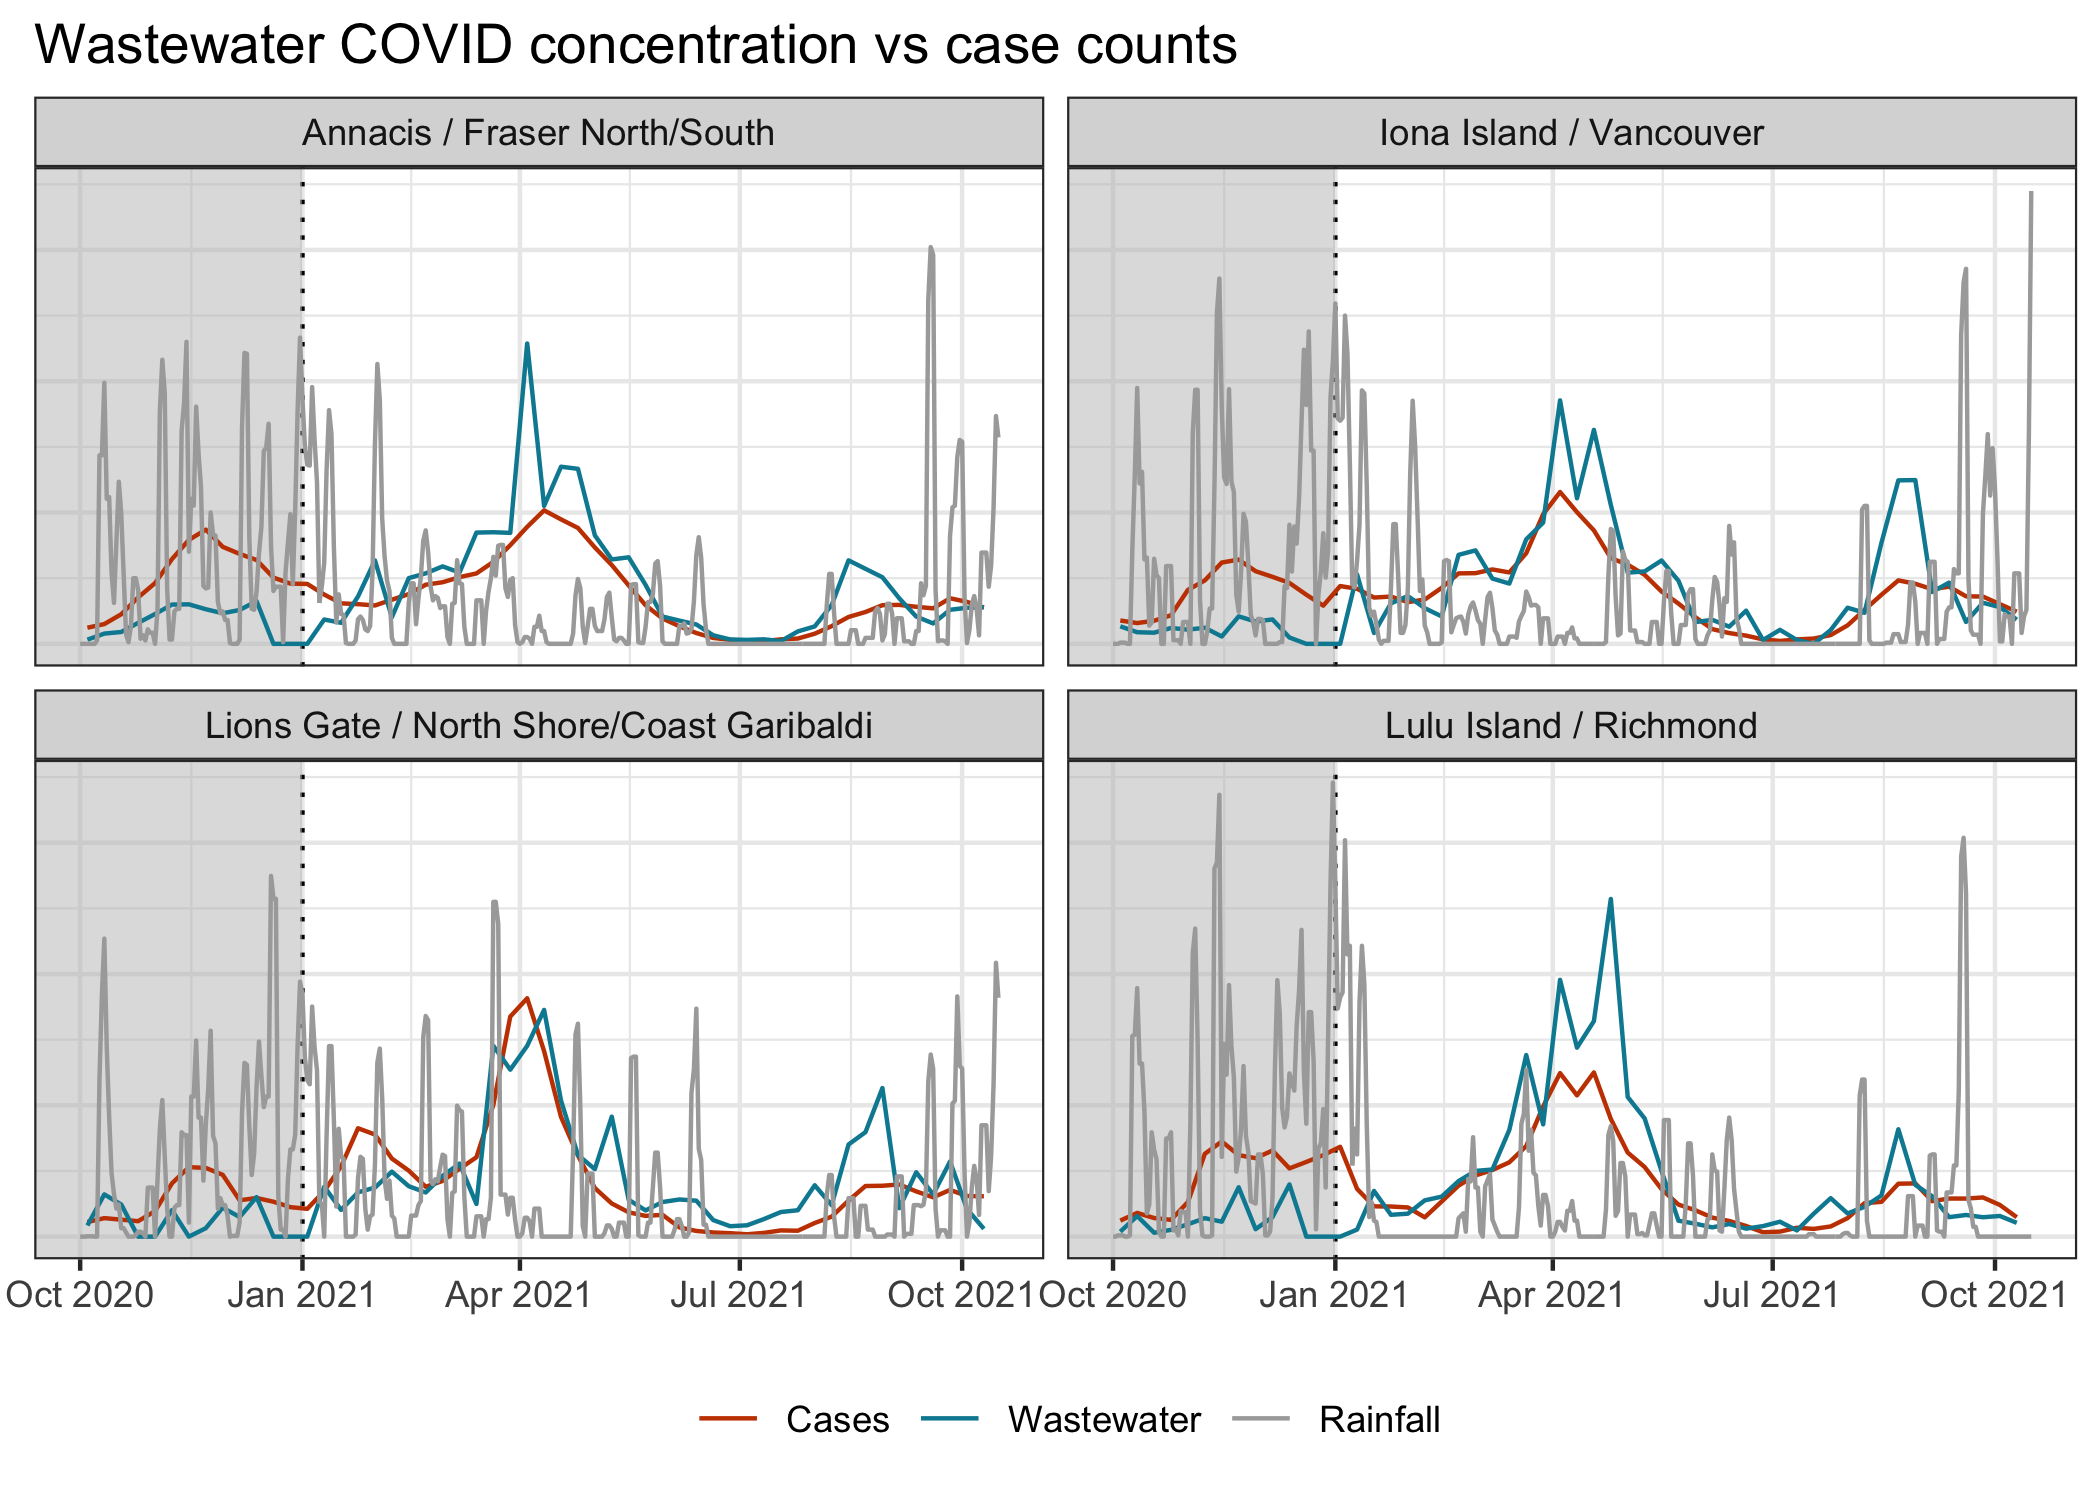 Wastewater COVID concentration vs case counts
Annacis / Fraser North/South
Iona Island / Vancouver
Lions Gate / North Shore/Coast Garibaldi
Lulu Island / Richmond
Oct 2020 Jan 2021 Apr 2021 Jul 2021 Oct 2021 Oct 2020 Jan 2021 Apr 2021 Jul 2021 Oct 2021
Cases Wastewater Rainfall